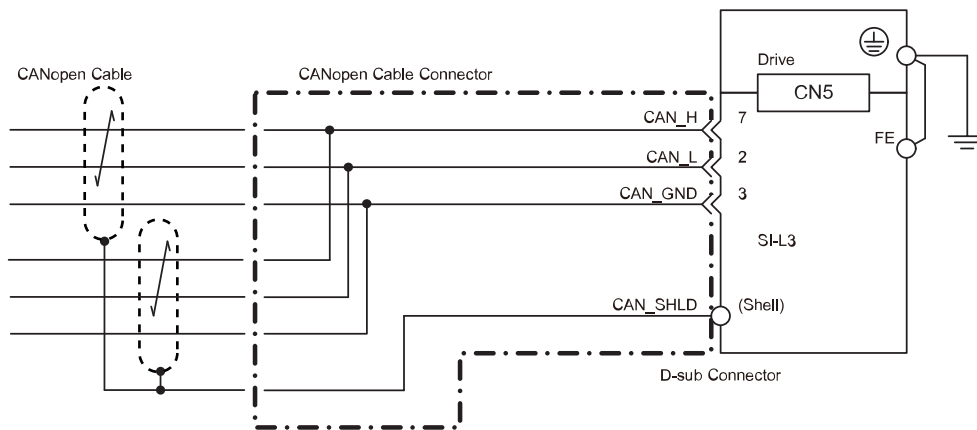 CANopen Cable
CANopen Cable Connector
Drive
CN5
CAN_H
7
CAN_L
2
FE
CAN_GND
3
SI-L3
CAN_SHLD
(Shell)
D-sub Connector